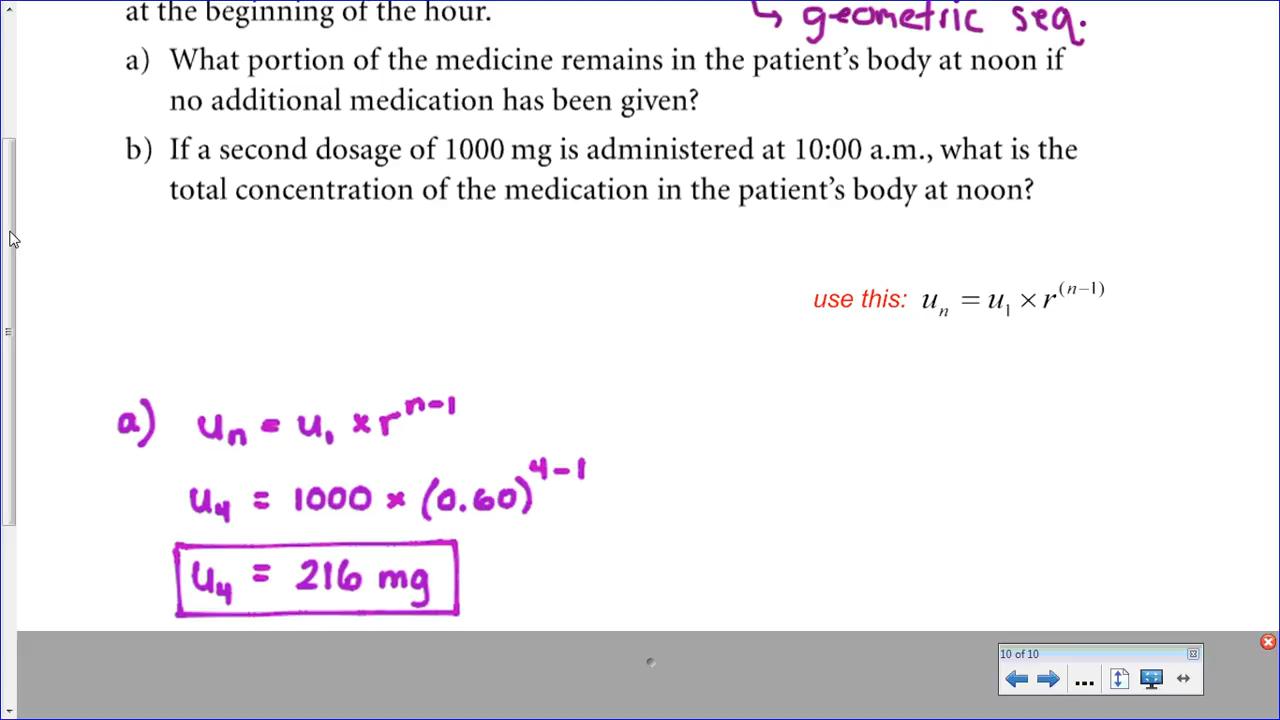 at the beginning of the hour.
↳ geometric seq.
a) What portion of the medicine remains in the patient's body at noon if
no additional medication has been given?
b) If a second dosage of 1000 mg is administered at 10:00 a.m., what is the
total concentration of the medication in the patient's body at noon?
use this: uₙ = u₁ × r⁽ⁿ⁻¹⁾
a) uₙ = u₁ × rⁿ⁻¹
u₄ = 1000 × (0.60)⁴⁻¹
u₄ = 216 mg
10 of 10
...